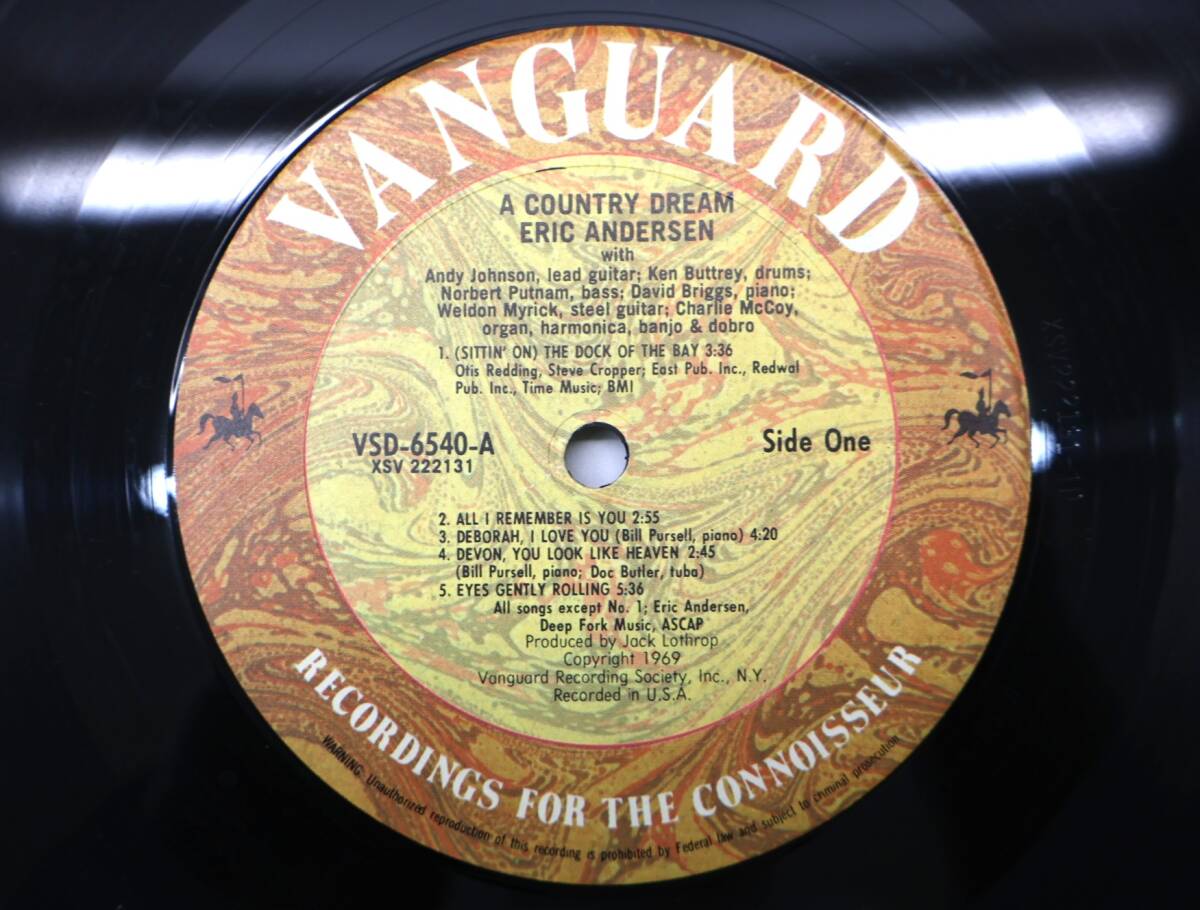 VANGUARD
A COUNTRY DREAM
ERIC ANDERSEN
with
Andy Johnson, lead guitar; Ken Buttrey, drums;
Norbert Putnam, bass; David Briggs, piano;
Weldon Myrick, steel guitar; Charlie McCoy,
organ, harmonica, banjo & dobro
1. (SITTIN' ON) THE DOCK OF THE BAY 3:36
Otis Redding, Steve Cropper; East Pub. Inc., Redwal
Pub. Inc., Time Music; BMI
VSD-6540-A
XSV 222131
Side One
2. ALL I REMEMBER IS YOU 2:55
3. DEBORAH, I LOVE YOU (Bill Pursell, piano) 4:20
4. DEVON, YOU LOOK LIKE HEAVEN 2:45
(Bill Pursell, piano; Doc Butler, tuba)
5. EYES GENTLY ROLLING 5:36
All songs except No. 1; Eric Andersen,
Deep Fork Music, ASCAP
Produced by Jack Lothrop
Copyright 1969
Vanguard Recording Society, Inc., N.Y.
Recorded in U.S.A.
RECORDINGS FOR THE CONNOISSEUR
WARNING: Unauthorized reproduction of this recording is prohibited by Federal law and subject to criminal prosecution